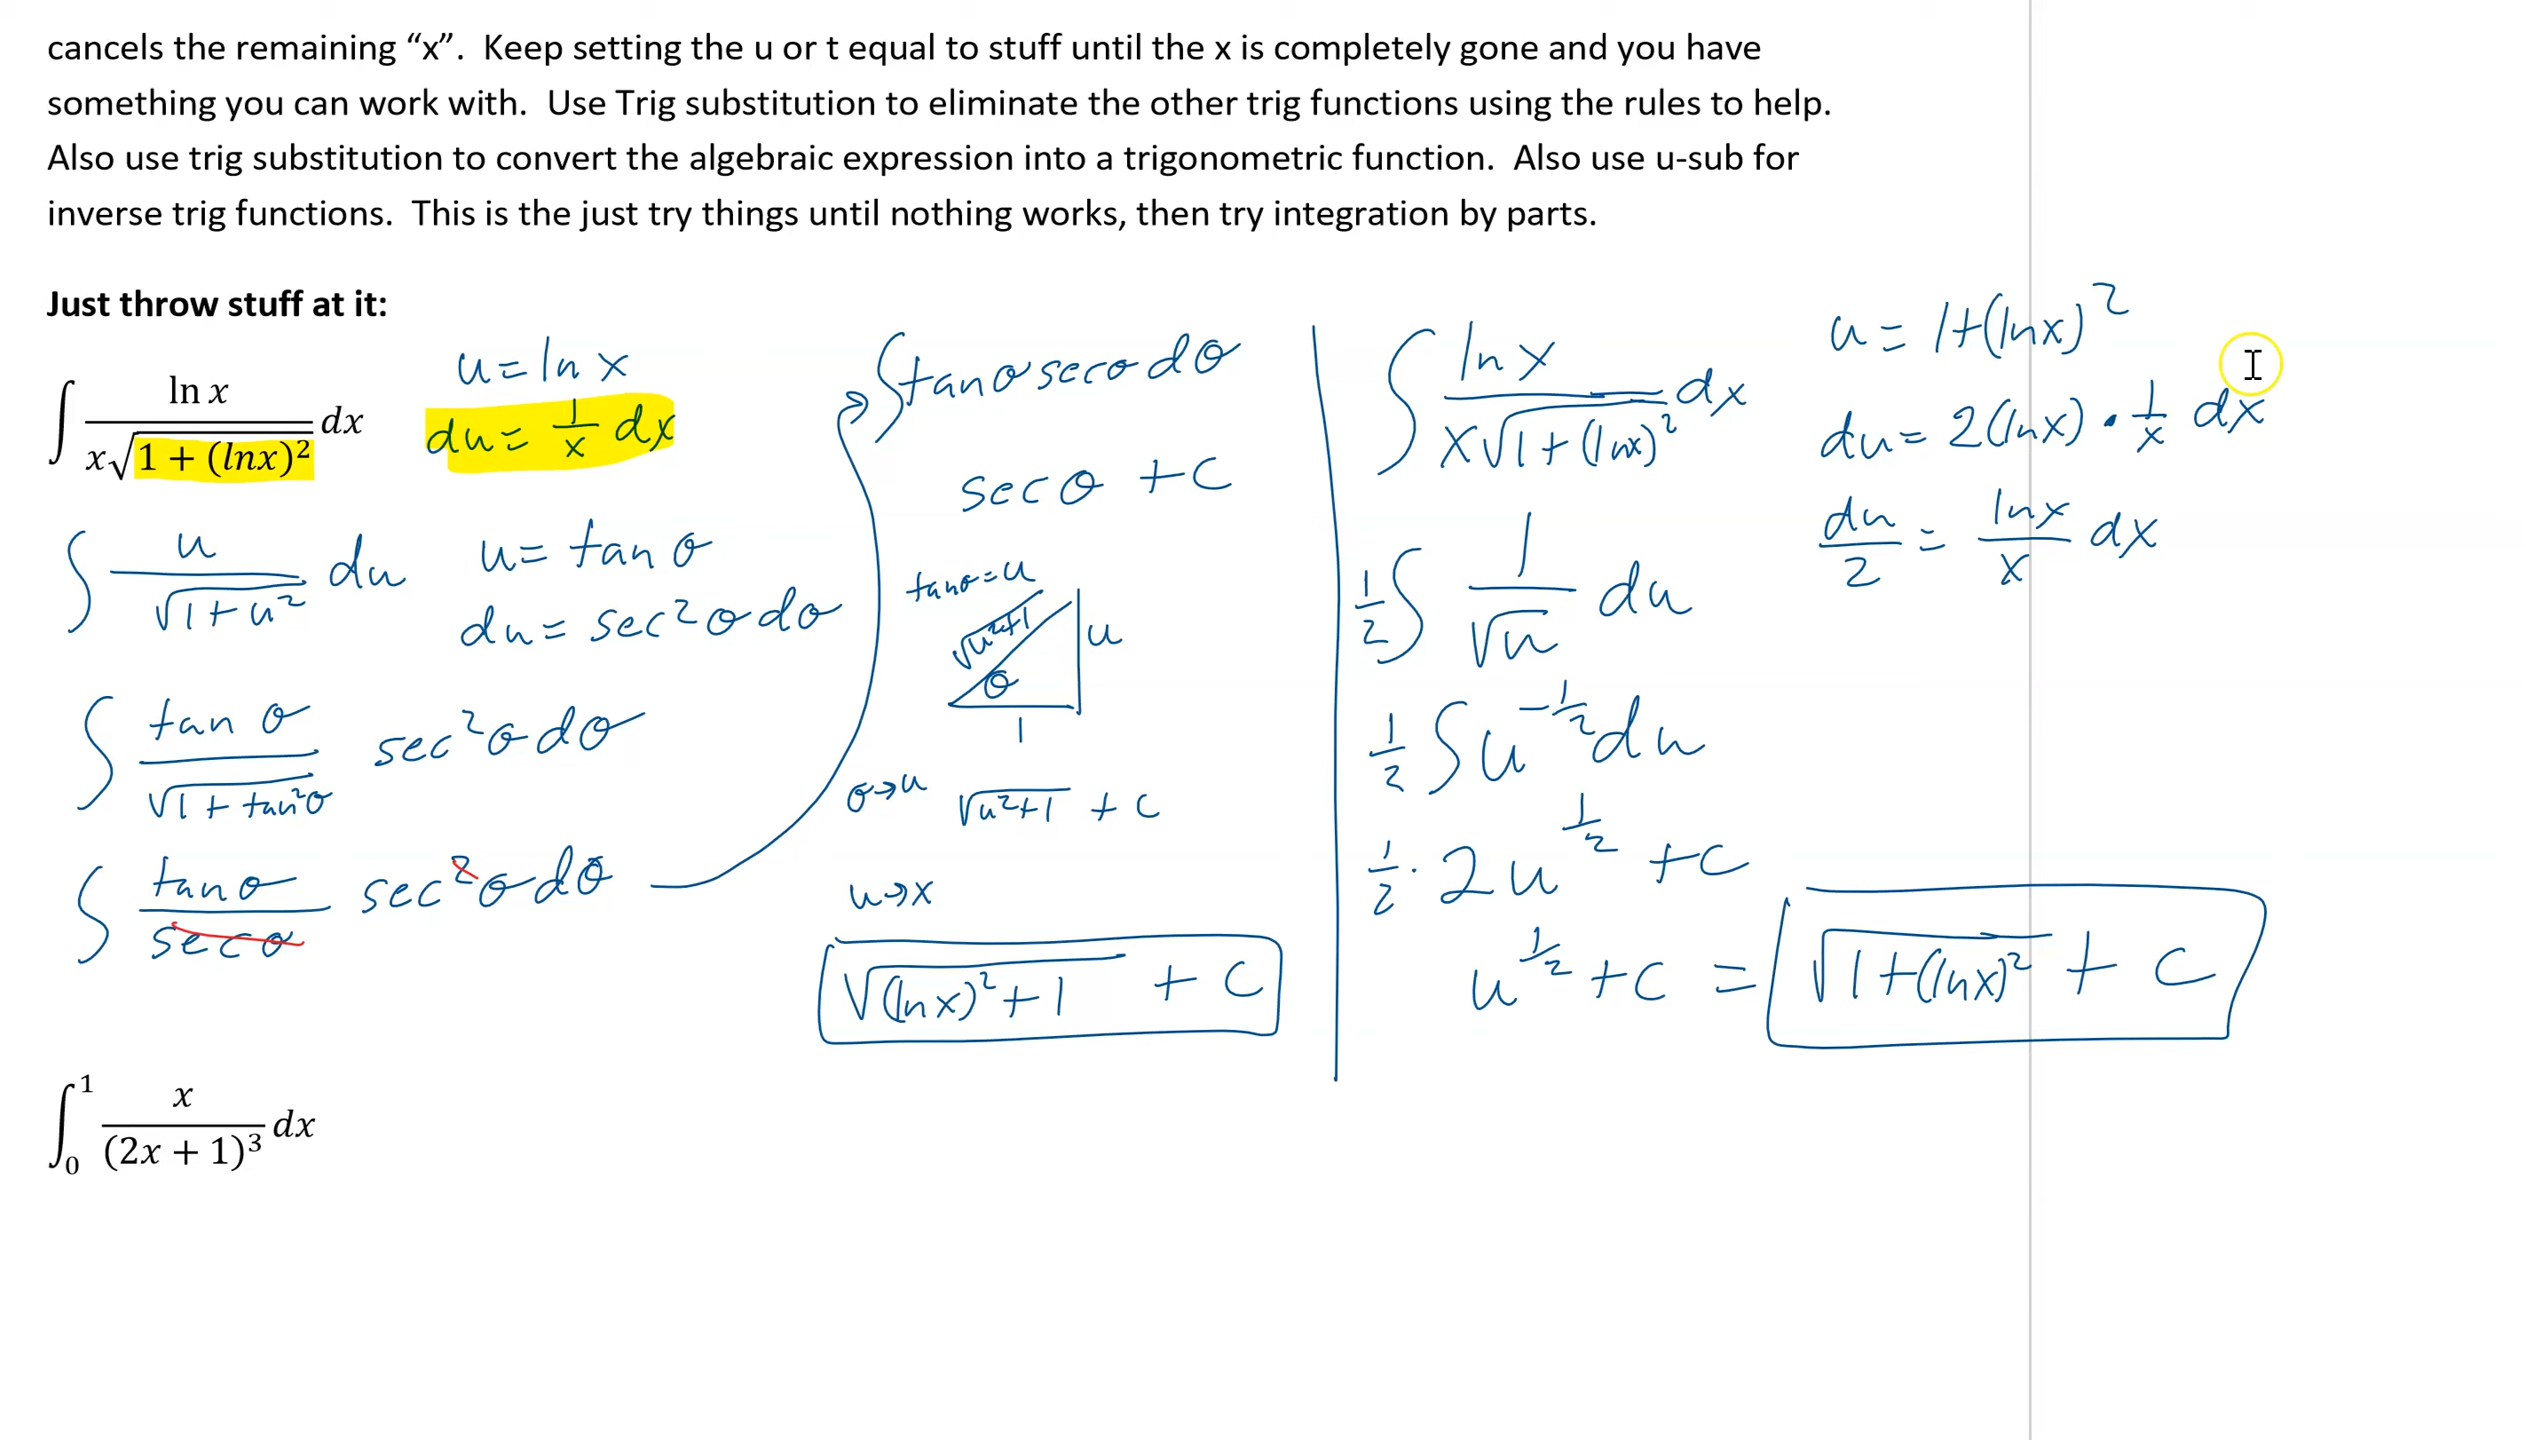 cancels the remaining “x”. Keep setting the u or t equal to stuff until the x is completely gone and you have
something you can work with. Use Trig substitution to eliminate the other trig functions using the rules to help.
Also use trig substitution to convert the algebraic expression into a trigonometric function. Also use u-sub for
inverse trig functions. This is the just try things until nothing works, then try integration by parts.
Just throw stuff at it:
∫ ln x / (x√(1 + (lnx)²)) dx
u = ln x
du = 1/x dx
∫ u / √(1+u²) du
u = tan θ
du = sec²θ dθ
∫ tan θ / √(1 + tan²θ) sec²θ dθ
∫ tan θ / sec θ sec²θ dθ
∫ tan θ sec θ dθ
sec θ + C
tan θ = u
√(u²+1)
u
θ
1
θ→u √(u²+1) + C
u→x
√((ln x)²+1) + C
∫ ln x / (x√(1+(lnx)²)) dx
u = 1+(lnx)²
du = 2(lnx) · 1/x dx
du/2 = lnx/x dx
1/2 ∫ 1/√u du
1/2 ∫ u^(-1/2) du
1/2 · 2u^(1/2) + C
u^(1/2) + C = √(1+(lnx)²) + C
∫₀¹ x / (2x + 1)³ dx